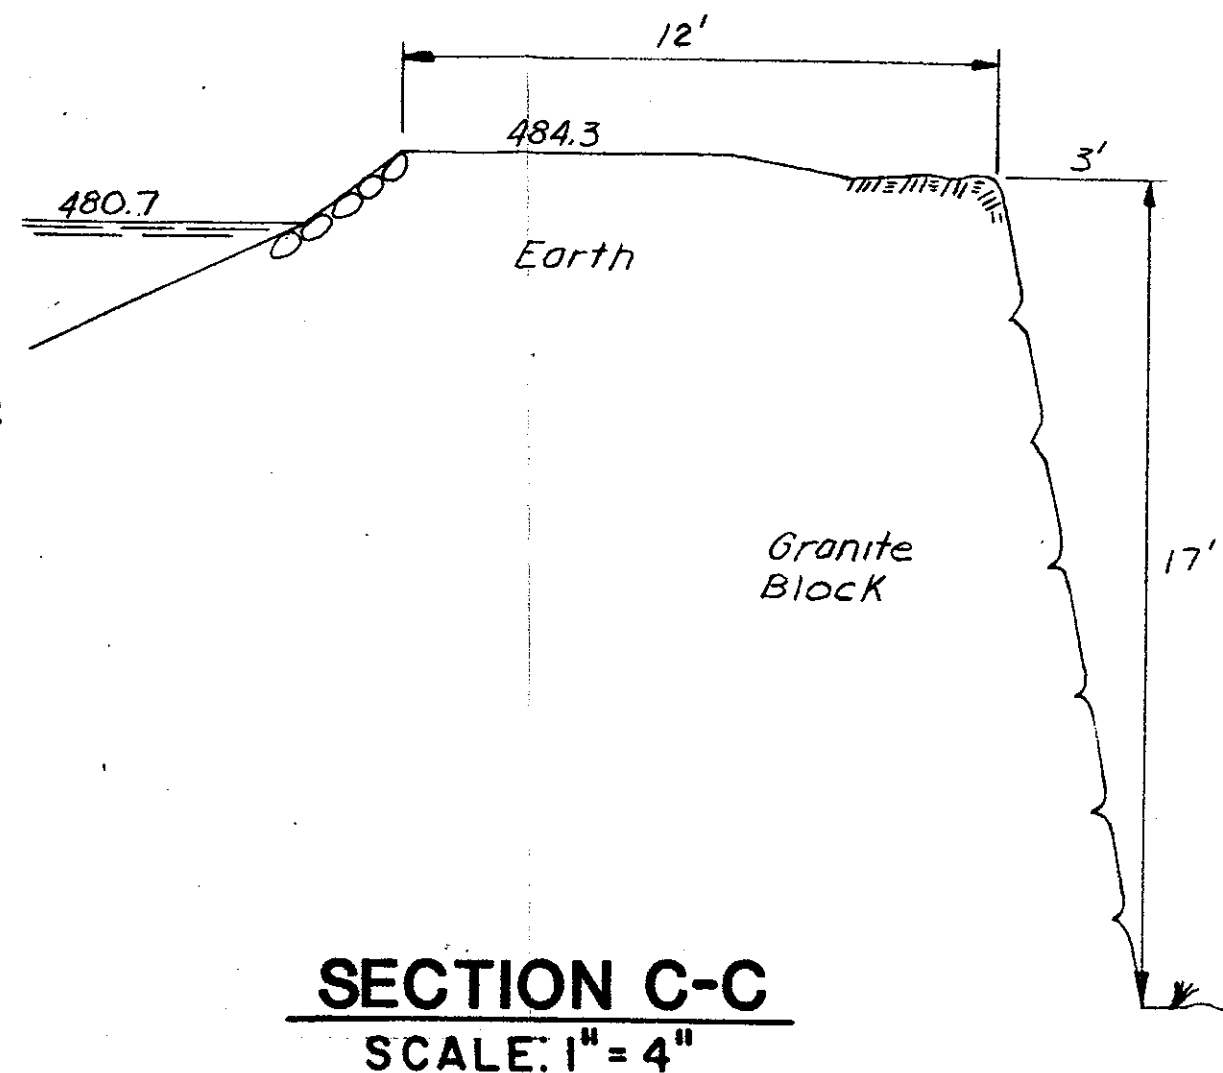 12'
484.3
3'
480.7
Earth
Granite
Block
17'
SECTION C-C
SCALE: 1" = 4"